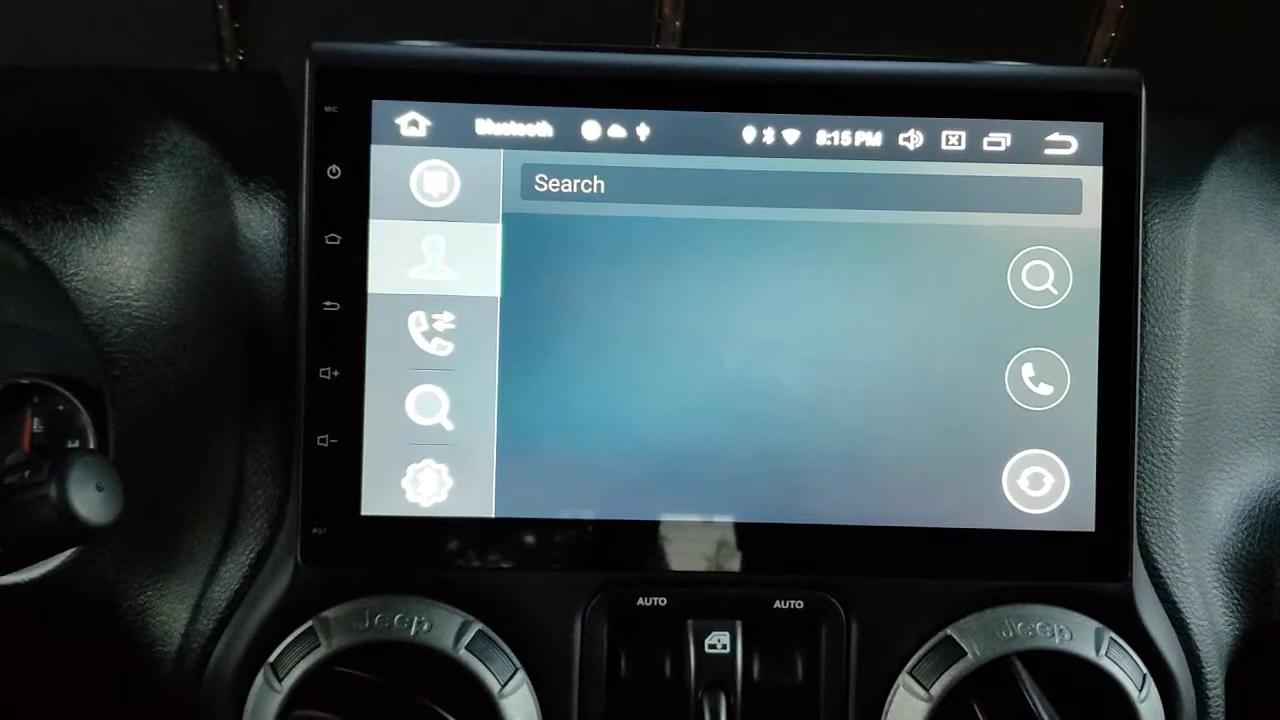 MIC
Bluetooth
8:15 PM
Search
RST
AUTO
AUTO
Jeep
Jeep